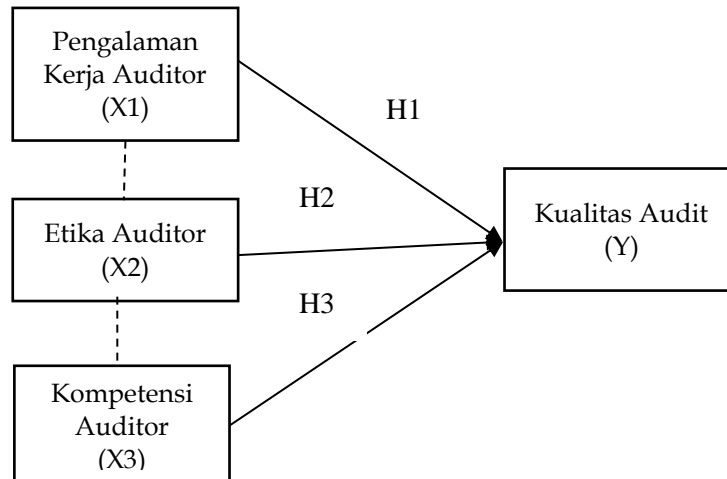 Pengalaman
Kerja Auditor
(X1)
H1
H2
Etika Auditor
(X2)
Kualitas Audit
(Y)
H3
Kompetensi
Auditor
(X3)